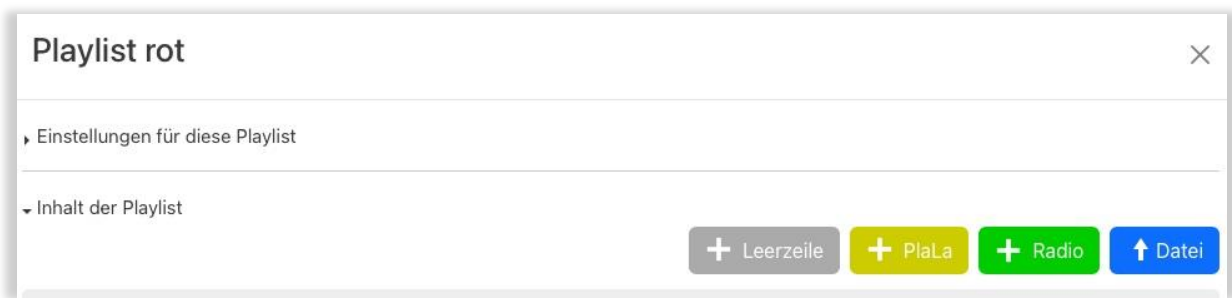 Playlist rot
Einstellungen für diese Playlist
Inhalt der Playlist
Leerzeile PlaLa Radio Datei